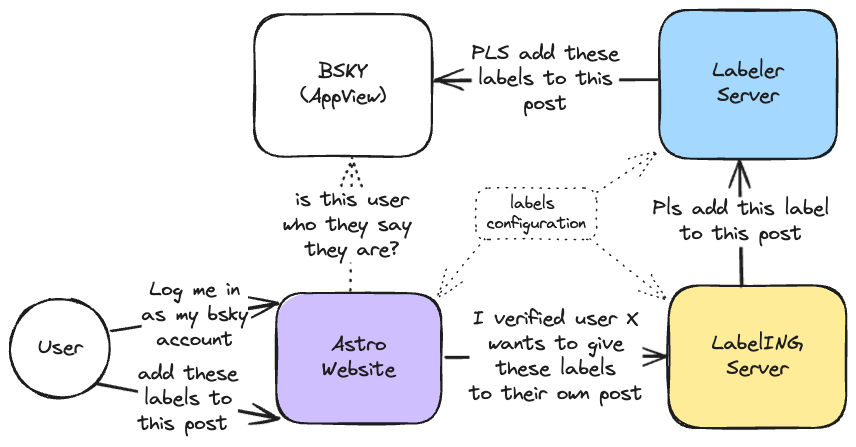 BSKY
(AppView)
PLS add these
labels to this
post
Labeler
Server
is this user
who they say
they are?
labels
configuration
Pls add this label
to this post
Log me in
as my bsky
account
User
add these
labels to
this post
Astro
Website
I verified user X
wants to give
these labels
to their own post
LabelING
Server